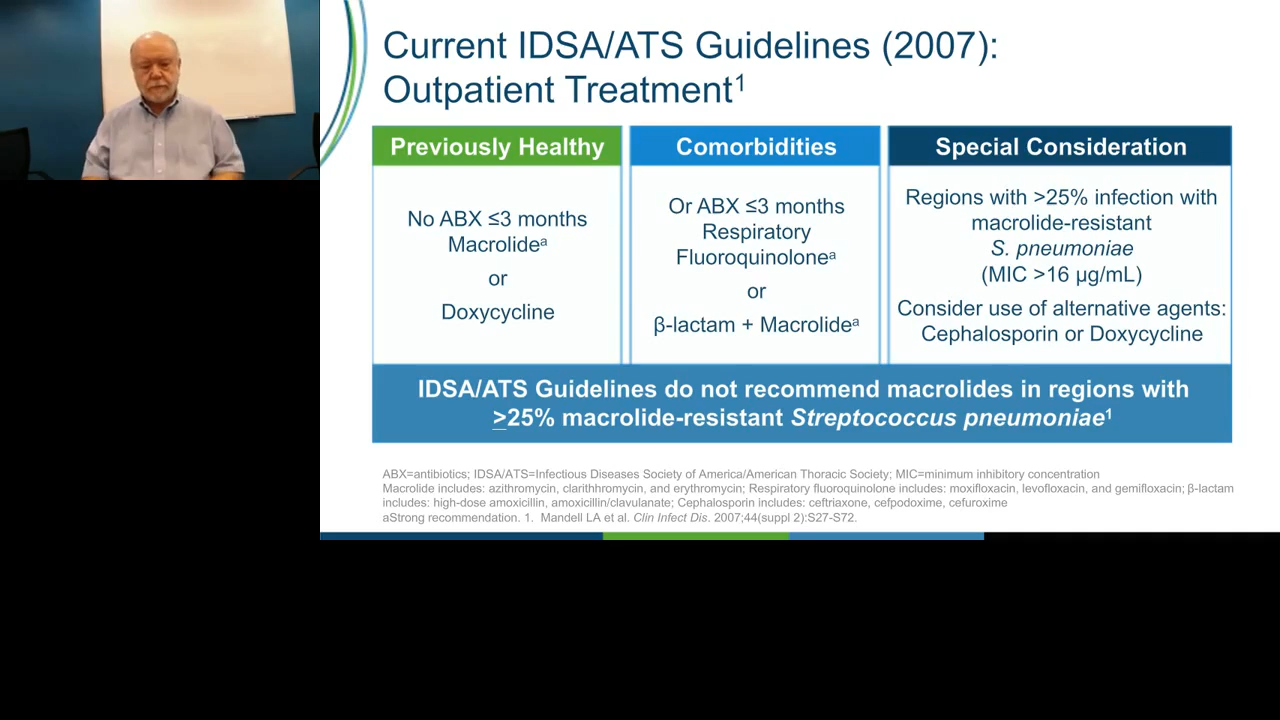 Current IDSA/ATS Guidelines (2007):
Outpatient Treatment1
Previously Healthy
No ABX ≤3 months
Macrolideª
or
Doxycycline
Comorbidities
Or ABX ≤3 months
Respiratory
Fluoroquinoloneª
or
β-lactam + Macrolideª
Special Consideration
Regions with >25% infection with
macrolide-resistant
S. pneumoniae
(MIC >16 µg/mL)
Consider use of alternative agents:
Cephalosporin or Doxycycline
IDSA/ATS Guidelines do not recommend macrolides in regions with
>25% macrolide-resistant Streptococcus pneumoniae1
ABX=antibiotics; IDSA/ATS=Infectious Diseases Society of America/American Thoracic Society; MIC=minimum inhibitory concentration
Macrolide includes: azithromycin, clarithhromycin, and erythromycin; Respiratory fluoroquinolone includes: moxifloxacin, levofloxacin, and gemifloxacin; β-lactam
includes: high-dose amoxicillin, amoxicillin/clavulanate; Cephalosporin includes: ceftriaxone, cefpodoxime, cefuroxime
aStrong recommendation. 1. Mandell LA et al. Clin Infect Dis. 2007;44(suppl 2):S27-S72.